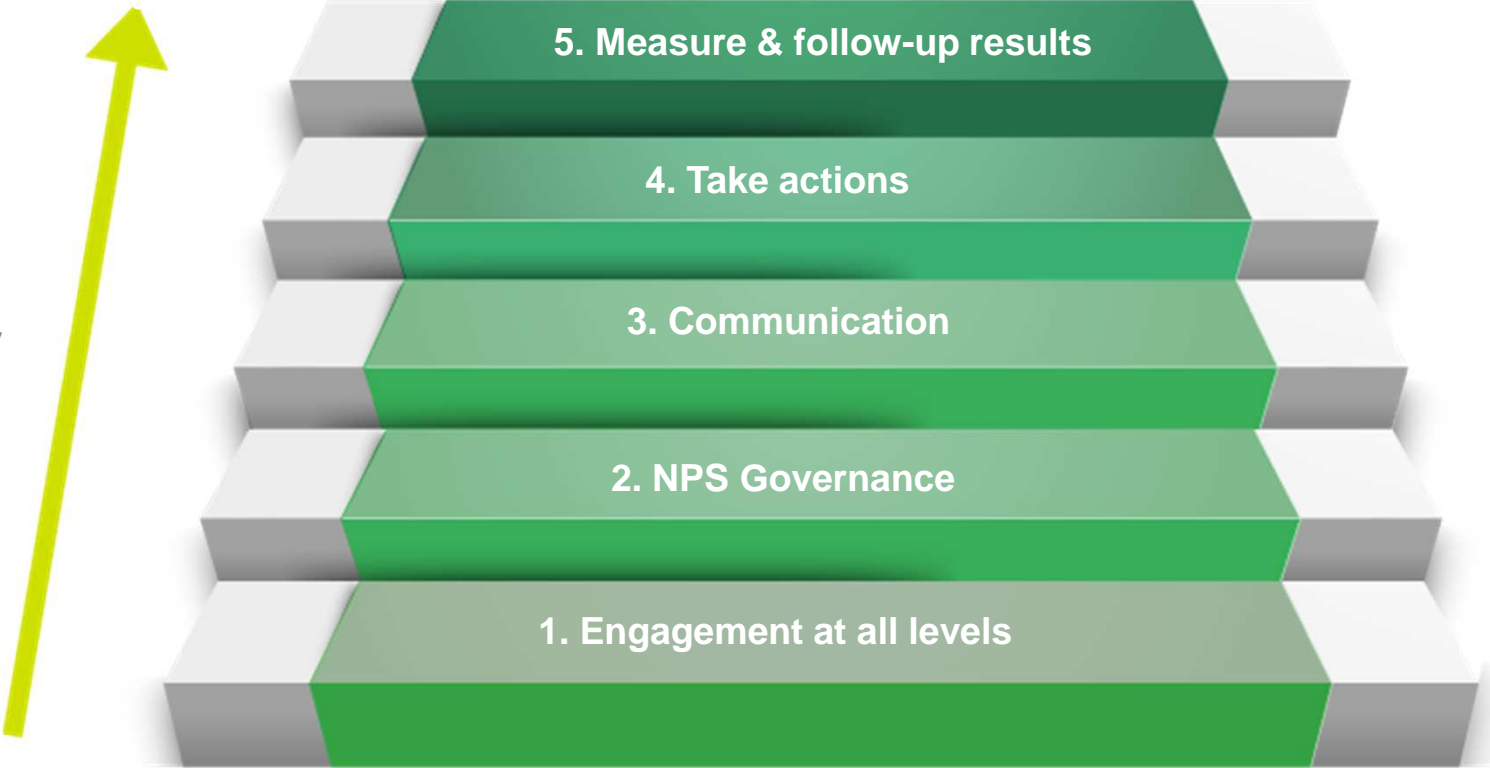 5. Measure & follow-up results
4. Take actions
3. Communication
2. NPS Governance
1. Engagement at all levels